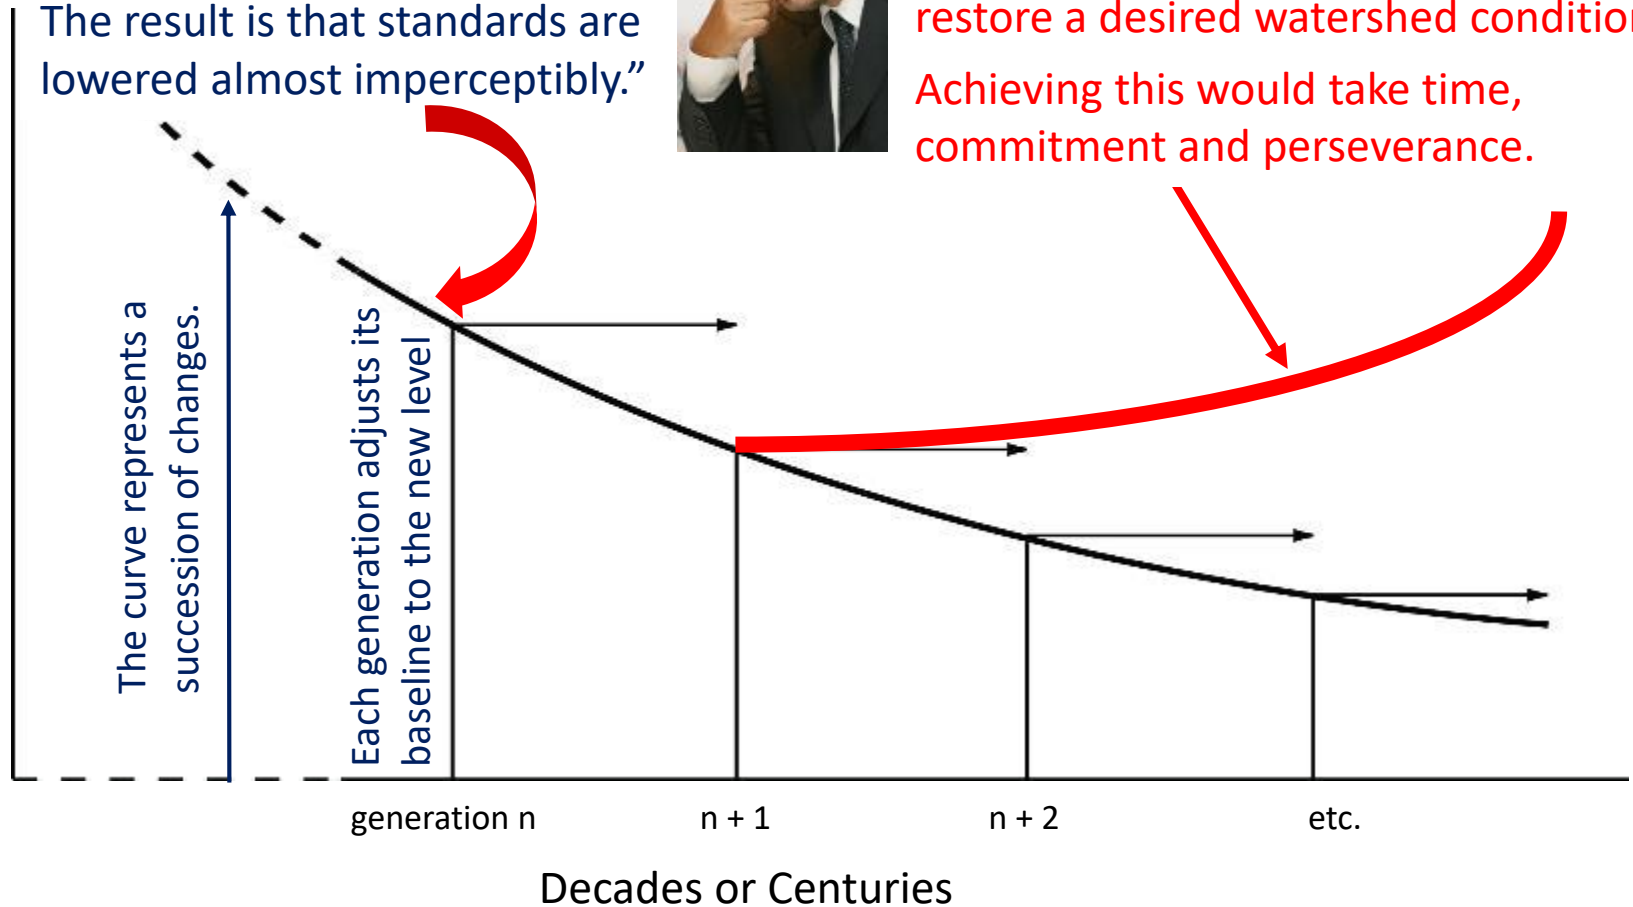 The result is that standards are
lowered almost imperceptibly.”
restore a desired watershed condition
Achieving this would take time,
commitment and perseverance.
The curve represents a
succession of changes.
Each generation adjusts its
baseline to the new level
generation n
n + 1
n + 2
etc.
Decades or Centuries